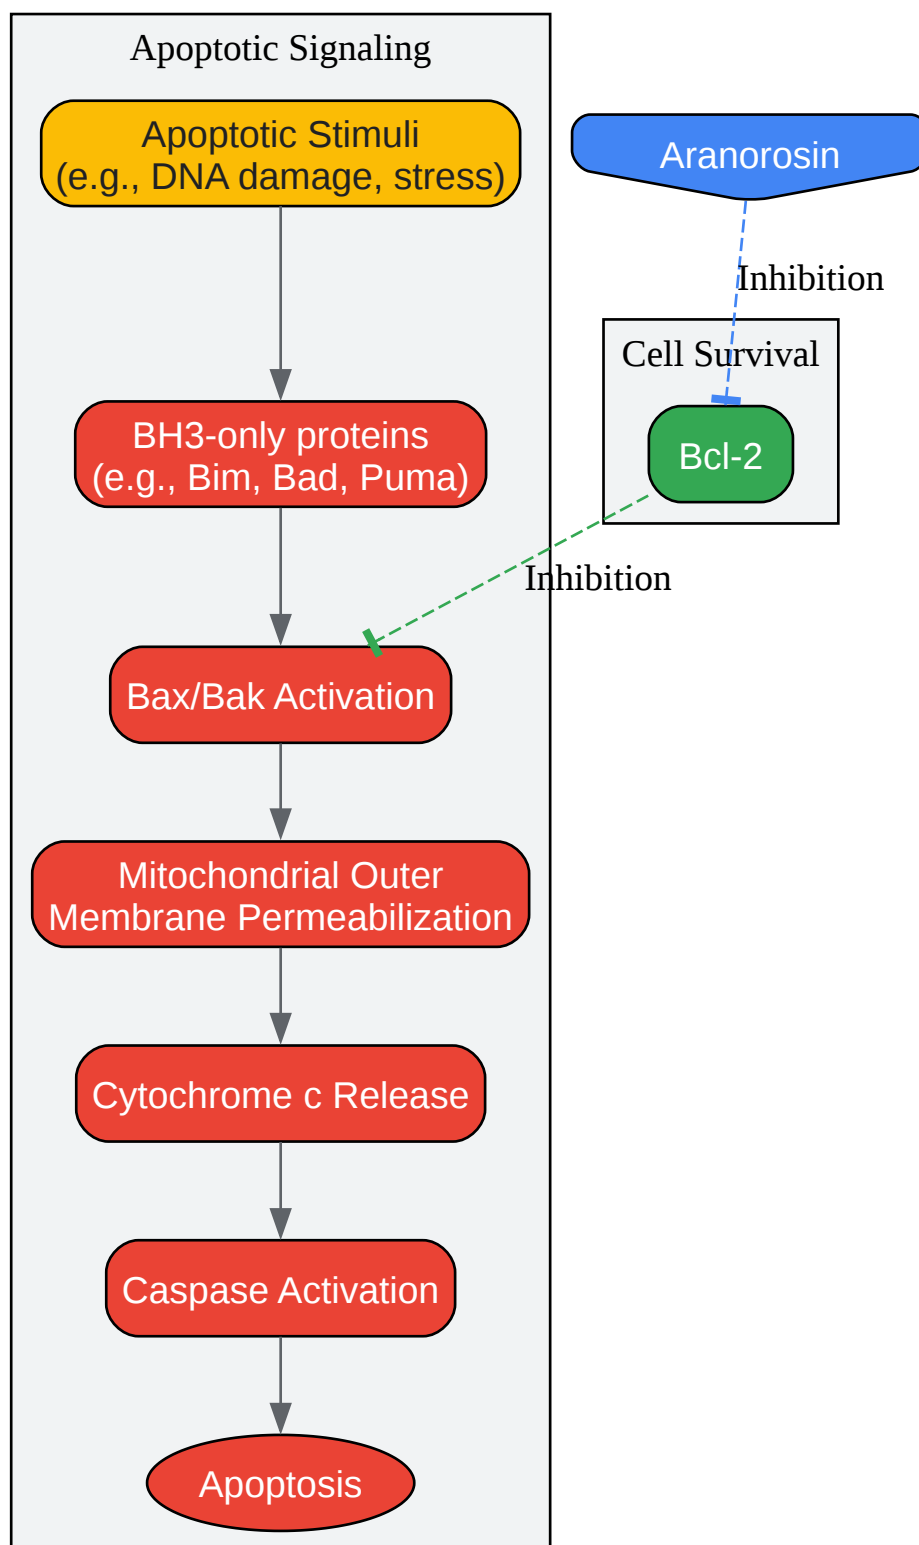 Apoptotic Signaling
Apoptotic Stimuli
(e.g., DNA damage, stress)
Aranorosin
Inhibition
Cell Survival
BH3-only proteins
(e.g., Bim, Bad, Puma)
Bcl-2
Inhibition
Bax/Bak Activation
Mitochondrial Outer
Membrane Permeabilization
Cytochrome c Release
Caspase Activation
Apoptosis